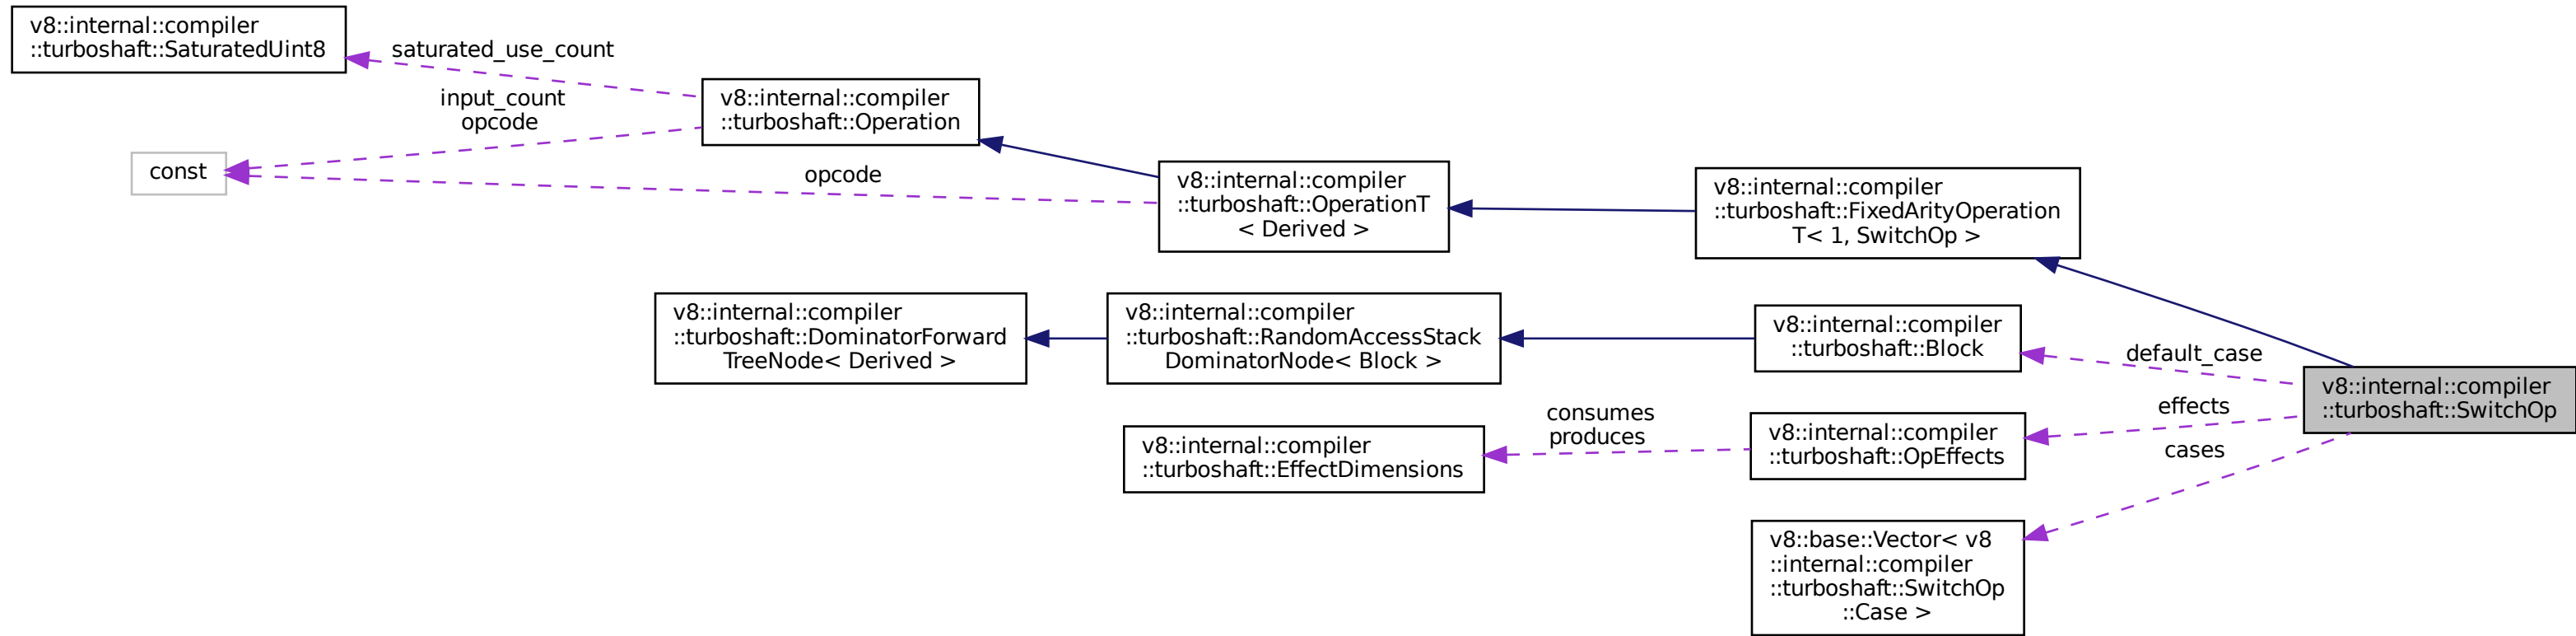 v8::internal::compiler
::turboshaft::SaturatedUint8
saturated_use_count
input_count
opcode
const
v8::internal::compiler
::turboshaft::Operation
opcode
v8::internal::compiler
::turboshaft::OperationT
< Derived >
v8::internal::compiler
::turboshaft::FixedArityOperation
T< 1, SwitchOp >
v8::internal::compiler
::turboshaft::DominatorForward
TreeNode< Derived >
v8::internal::compiler
::turboshaft::RandomAccessStack
DominatorNode< Block >
v8::internal::compiler
::turboshaft::Block
default_case
v8::internal::compiler
::turboshaft::SwitchOp
effects
cases
consumes
produces
v8::internal::compiler
::turboshaft::EffectDimensions
v8::internal::compiler
::turboshaft::OpEffects
v8::base::Vector< v8
::internal::compiler
::turboshaft::SwitchOp
::Case >